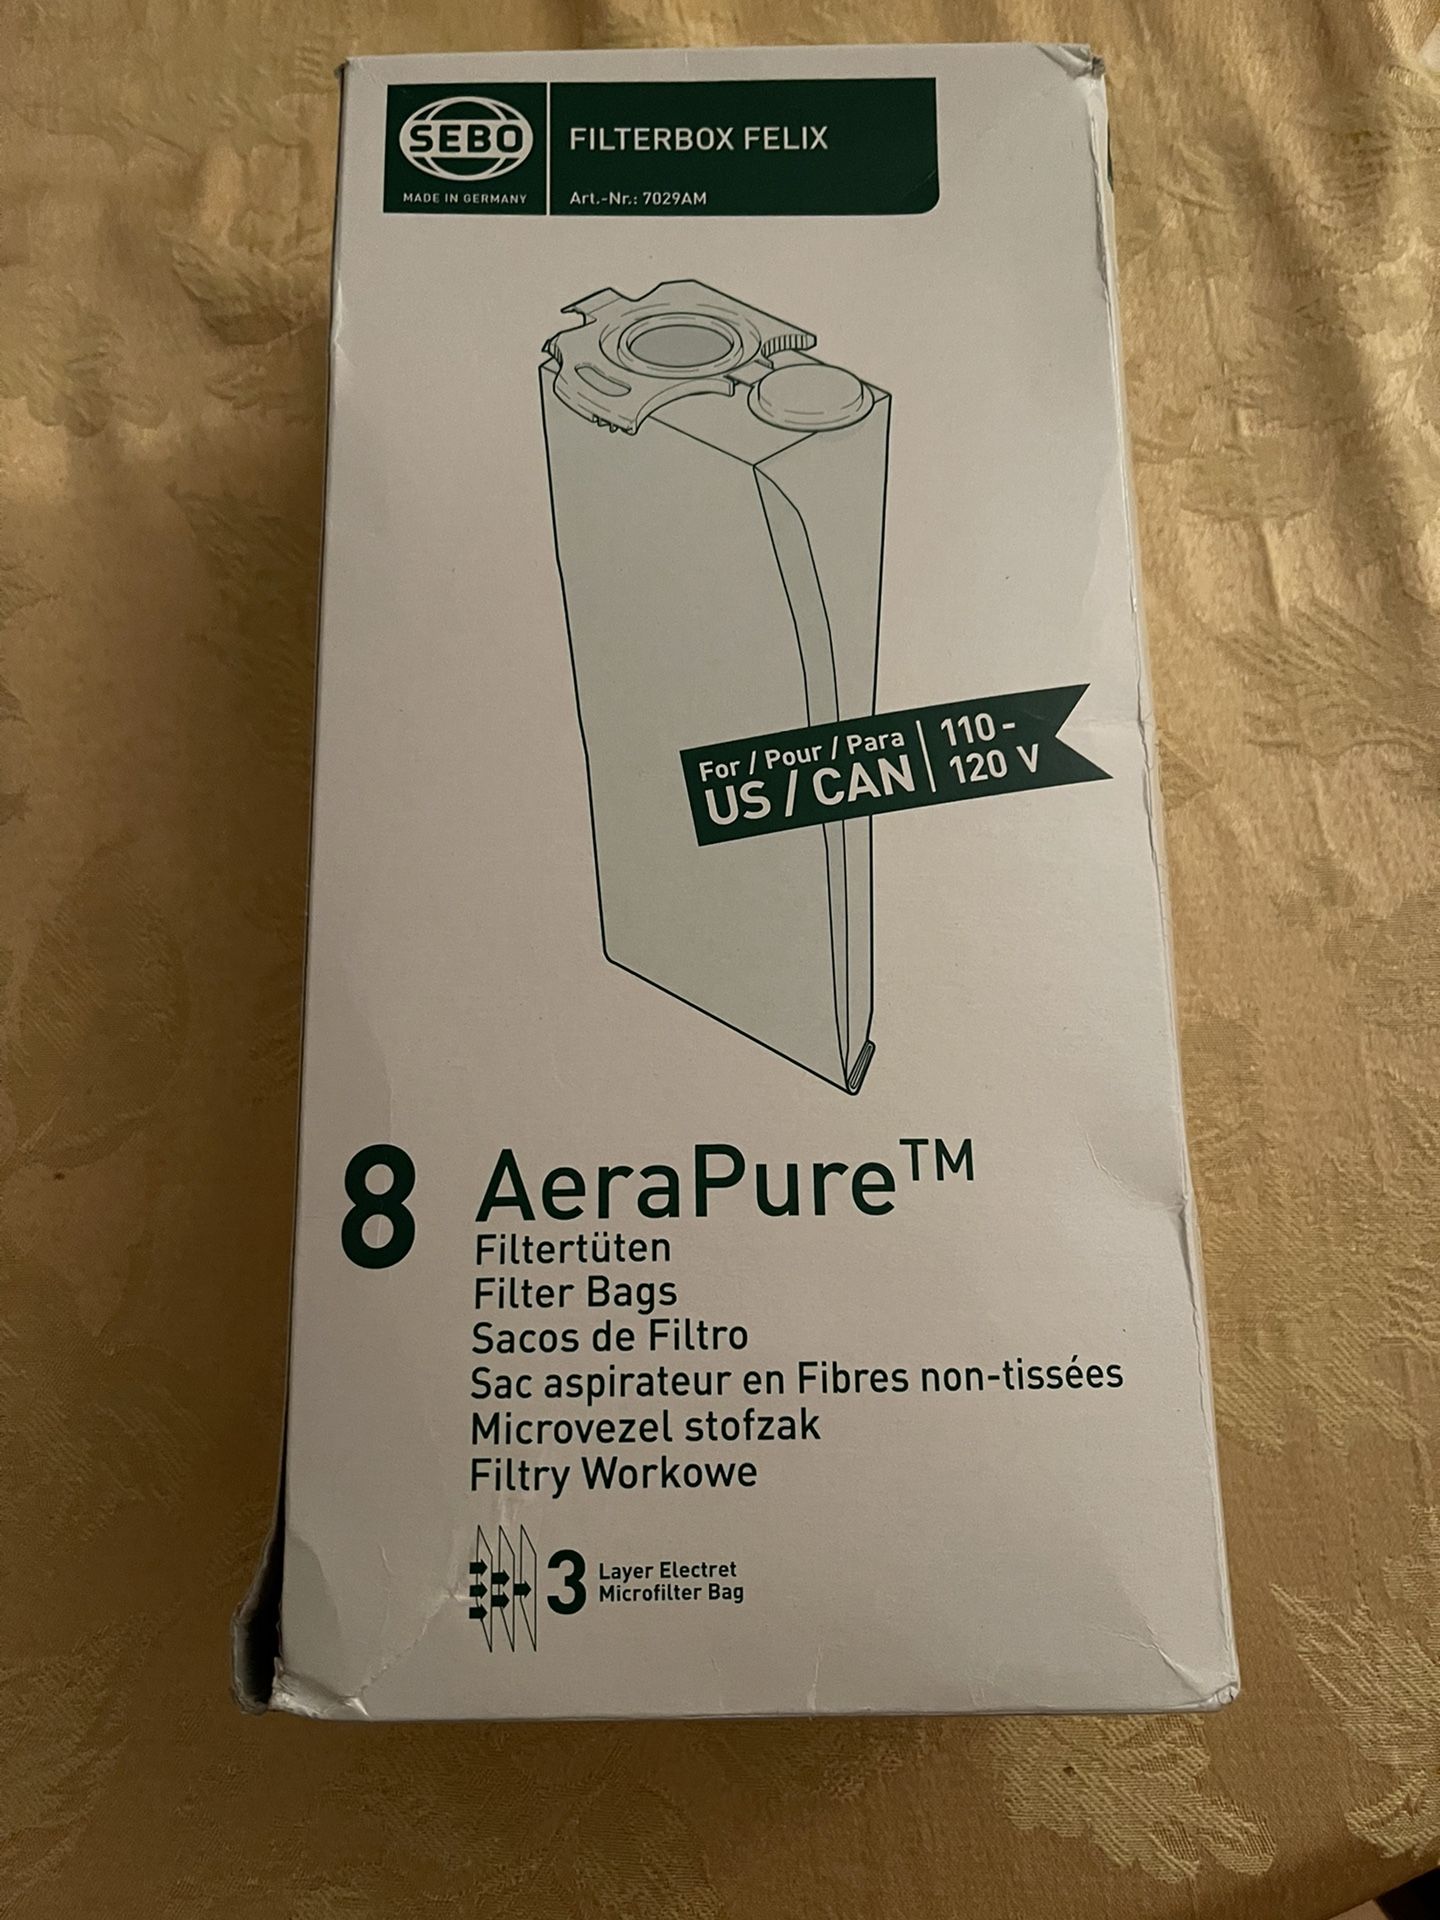 SEBO
MADE IN GERMANY
FILTERBOX FELIX
Art.-Nr.: 7029AM
For / Pour / Para
US / CAN
110-
120 V
8 AeraPure™
Filtertüten
Filter Bags
Sacos de Filtro
Sac aspirateur en Fibres non-tissées
Microvezel stofzak
Filtry Workowe
3 Layer Electret
Microfilter Bag